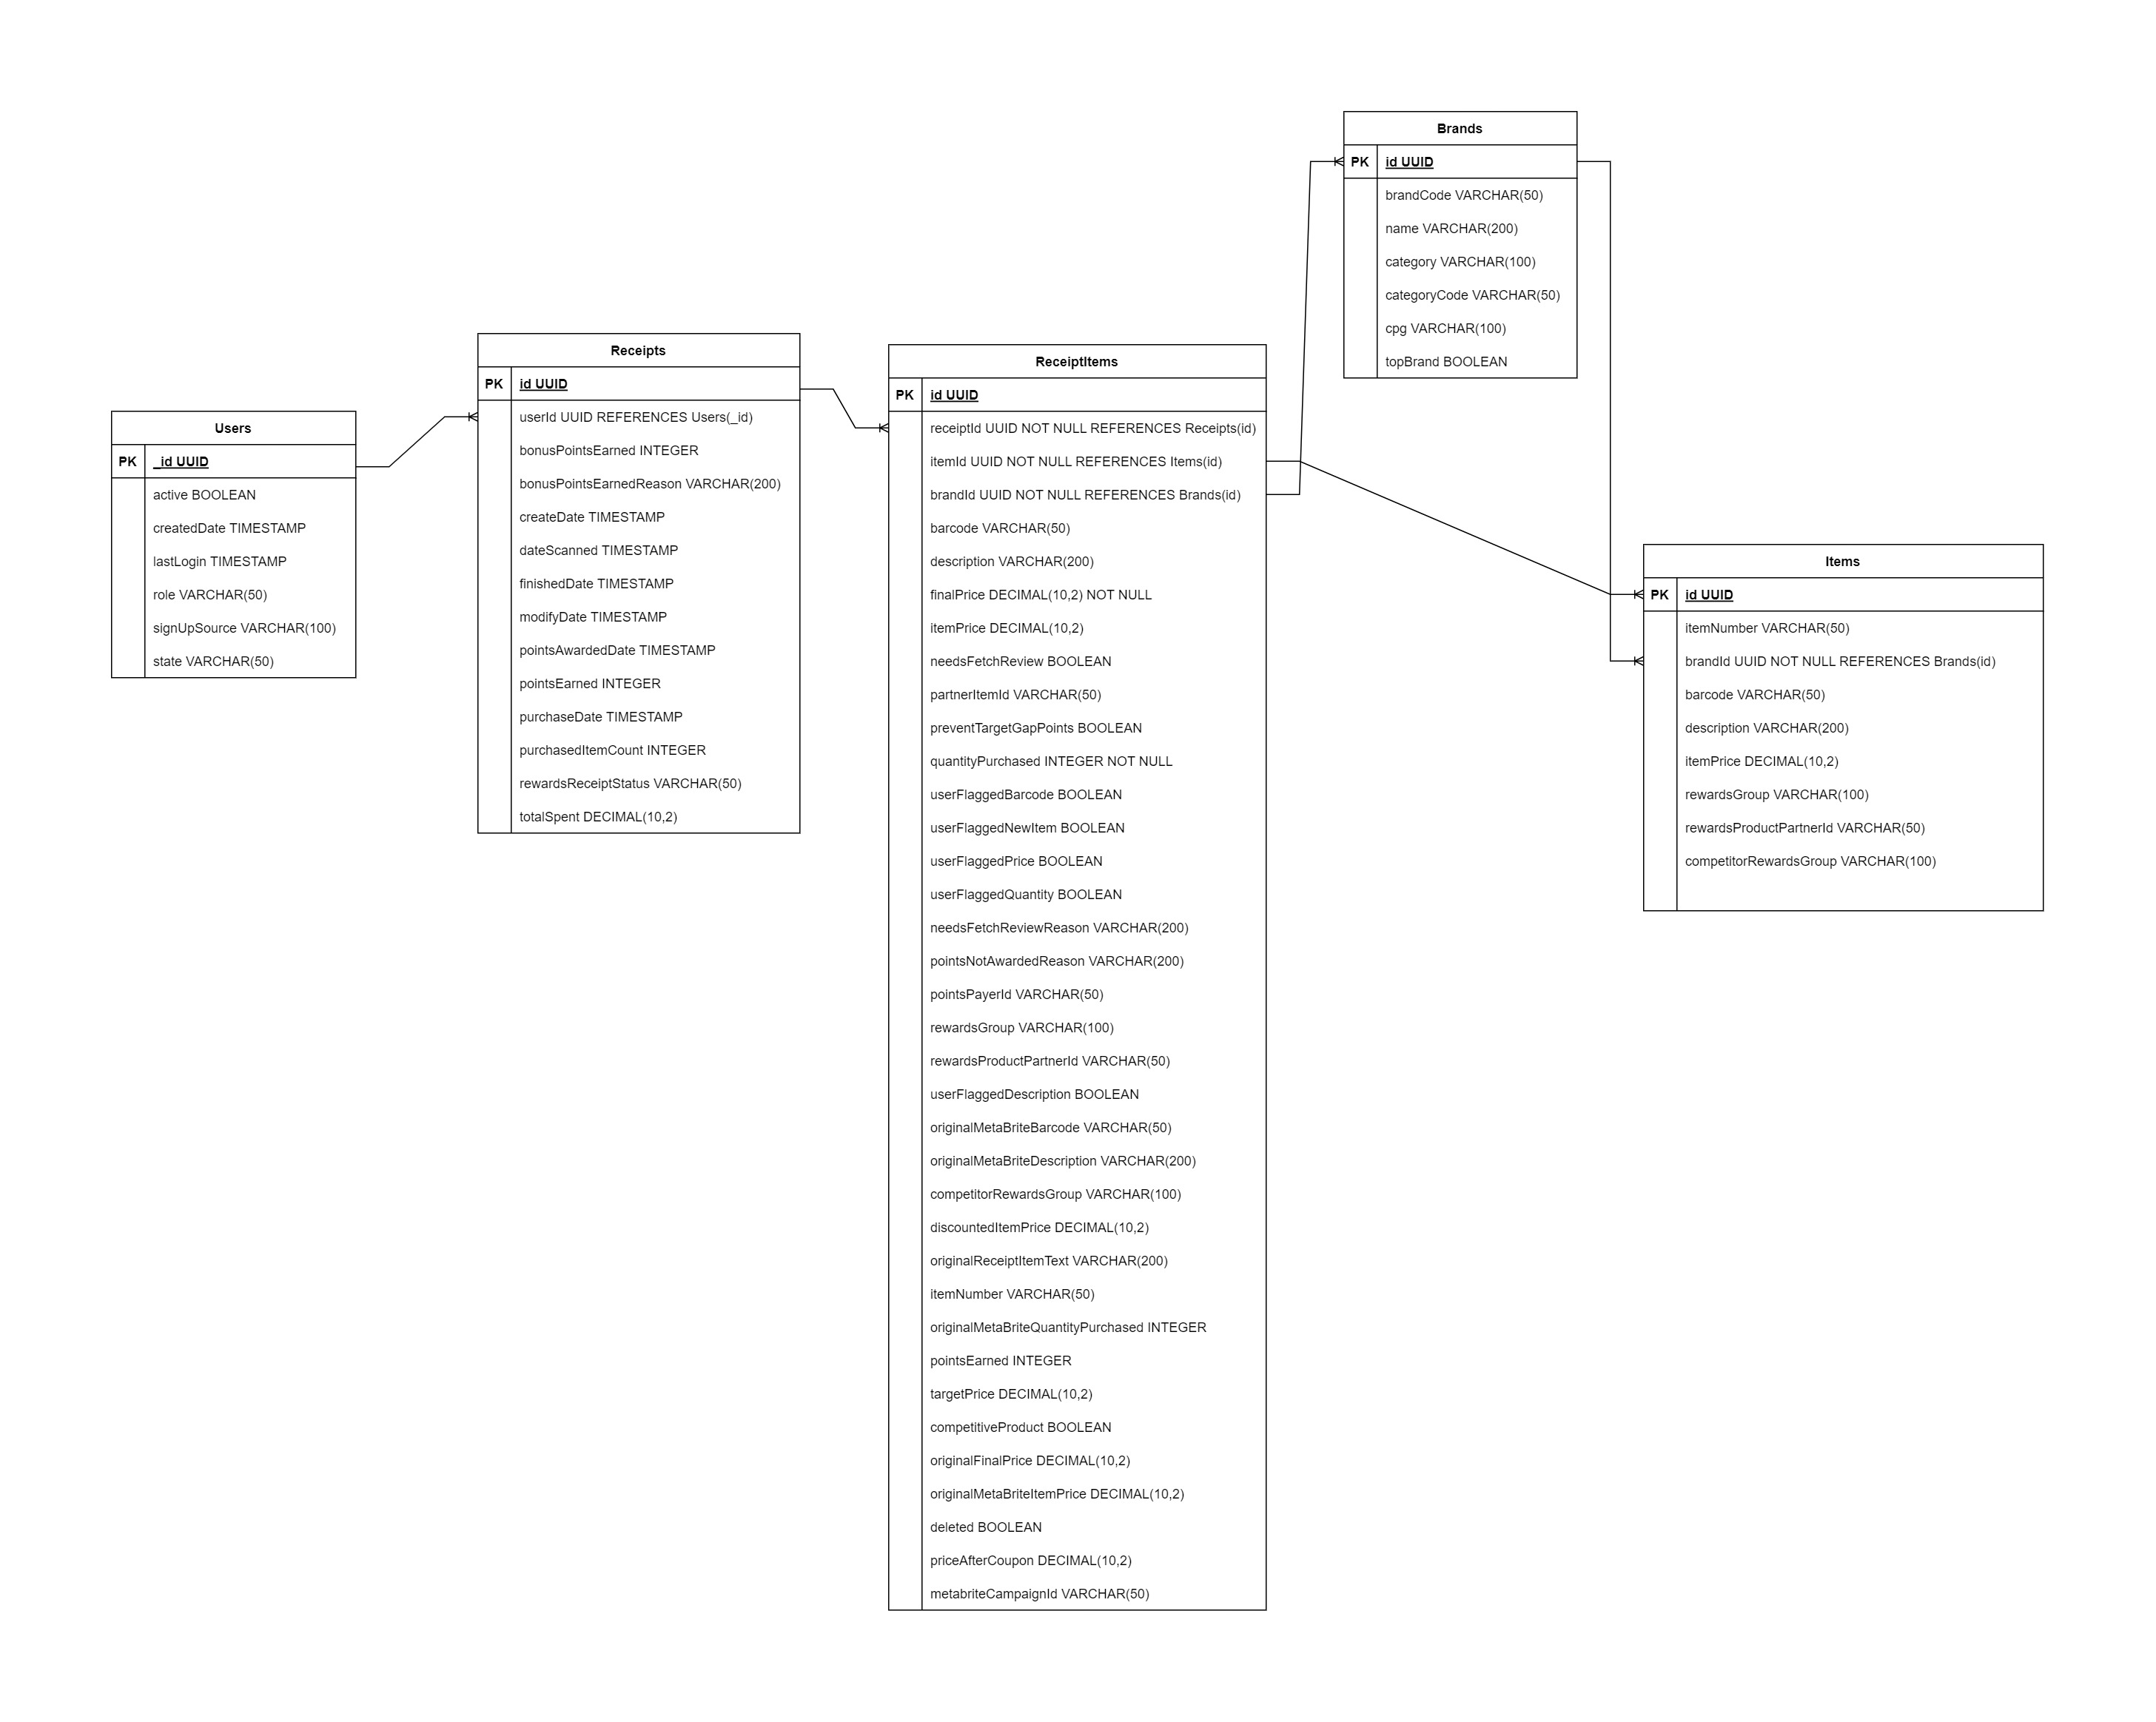 Brands
PK id UUID
brandCode VARCHAR(50)
name VARCHAR(200)
category VARCHAR(100)
categoryCode VARCHAR(50)
cpg VARCHAR(100)
topBrand BOOLEAN
Receipts
PK id UUID
userId UUID REFERENCES Users(_id)
bonusPointsEarned INTEGER
bonusPointsEarnedReason VARCHAR(200)
createDate TIMESTAMP
dateScanned TIMESTAMP
finishedDate TIMESTAMP
modifyDate TIMESTAMP
pointsAwardedDate TIMESTAMP
pointsEarned INTEGER
purchaseDate TIMESTAMP
purchasedItemCount INTEGER
rewardsReceiptStatus VARCHAR(50)
totalSpent DECIMAL(10,2)
ReceiptItems
PK id UUID
receiptId UUID NOT NULL REFERENCES Receipts(id)
itemId UUID NOT NULL REFERENCES Items(id)
brandId UUID NOT NULL REFERENCES Brands(id)
barcode VARCHAR(50)
description VARCHAR(200)
finalPrice DECIMAL(10,2) NOT NULL
itemPrice DECIMAL(10,2)
needsFetchReview BOOLEAN
partnerItemId VARCHAR(50)
preventTargetGapPoints BOOLEAN
quantityPurchased INTEGER NOT NULL
userFlaggedBarcode BOOLEAN
userFlaggedNewItem BOOLEAN
userFlaggedPrice BOOLEAN
userFlaggedQuantity BOOLEAN
needsFetchReviewReason VARCHAR(200)
pointsNotAwardedReason VARCHAR(200)
pointsPayerId VARCHAR(50)
rewardsGroup VARCHAR(100)
rewardsProductPartnerId VARCHAR(50)
userFlaggedDescription BOOLEAN
originalMetaBriteBarcode VARCHAR(50)
originalMetaBriteDescription VARCHAR(200)
competitorRewardsGroup VARCHAR(100)
discountedItemPrice DECIMAL(10,2)
originalReceiptItemText VARCHAR(200)
itemNumber VARCHAR(50)
originalMetaBriteQuantityPurchased INTEGER
pointsEarned INTEGER
targetPrice DECIMAL(10,2)
competitiveProduct BOOLEAN
originalFinalPrice DECIMAL(10,2)
originalMetaBriteItemPrice DECIMAL(10,2)
deleted BOOLEAN
priceAfterCoupon DECIMAL(10,2)
metabriteCampaignId VARCHAR(50)
Users
PK _id UUID
active BOOLEAN
createdDate TIMESTAMP
lastLogin TIMESTAMP
role VARCHAR(50)
signUpSource VARCHAR(100)
state VARCHAR(50)
Items
PK id UUID
itemNumber VARCHAR(50)
brandId UUID NOT NULL REFERENCES Brands(id)
barcode VARCHAR(50)
description VARCHAR(200)
itemPrice DECIMAL(10,2)
rewardsGroup VARCHAR(100)
rewardsProductPartnerId VARCHAR(50)
competitorRewardsGroup VARCHAR(100)